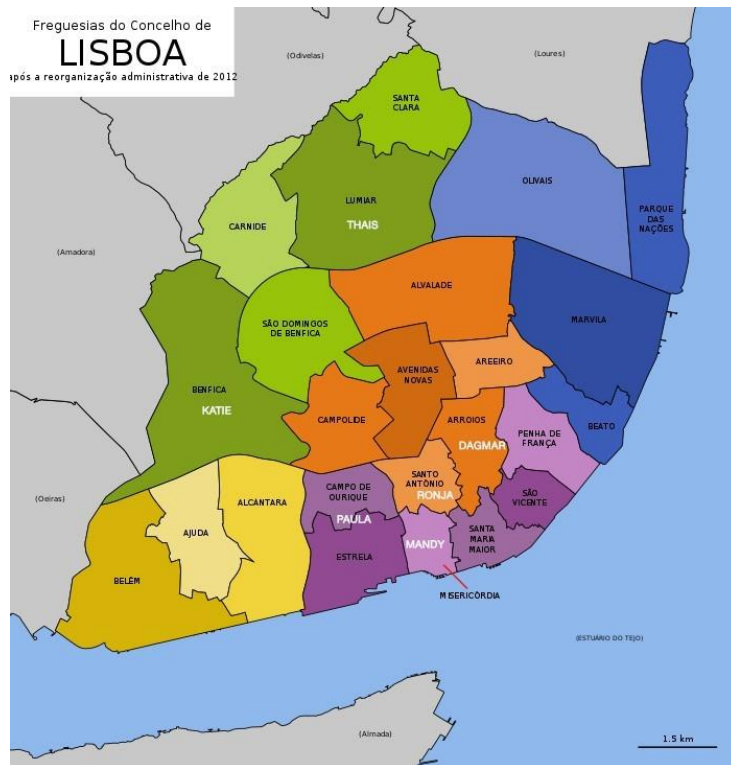 Freguesias do Concelho de
LISBOA
após a reorganização administrativa de 2012
(Odivelas)
(Loures)
SANTA
CLARA
LUMIAR
THAIS
OLIVAIS
PARQUE
DAS
NAÇÕES
CARNIDE
(Amadora)
ALVALADE
SÃO DOMINGOS
DE BENFICA
MARVILA
AREEIRO
AVENIDAS
NOVAS
BENFICA
KATIE
CAMPOLIDE
ARROIOS
DAGMAR
PENHA DE
FRANÇA
BEATO
(Oeiras)
ALCANTARA
CAMPO DE
OURIQUE
PAULA
SANTO
ANTÓNIO
RONJA
SÃO
VICENTE
AJUDA
ESTRELA
MANDY
SANTA
MARIA
MAIOR
BELÉM
MISERICÓRDIA
(ESTUÁRIO DO TEJO)
(Almada)
1.5 km